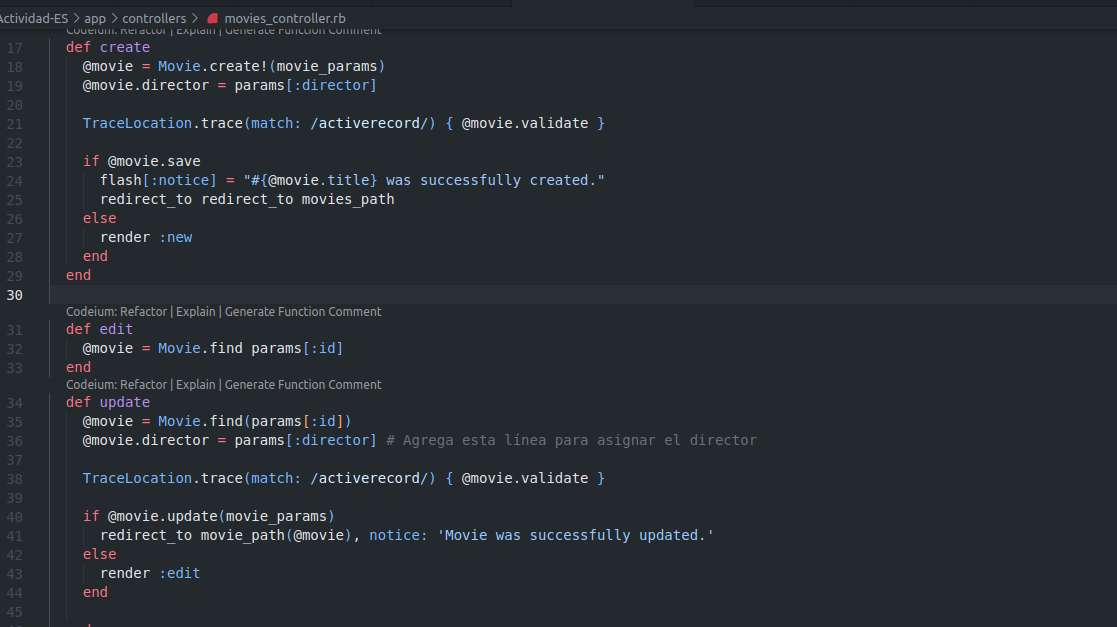 Actividad-ES > app > controllers > movies_controller.rb
Codeium: Refactor | Explain | Generate Function Comment
17 def create
18 @movie = Movie.create!(movie_params)
19 @movie.director = params[:director]
20
21 TraceLocation.trace(match: /activerecord/) { @movie.validate }
22
23 if @movie.save
24 flash[:notice] = "#{@movie.title} was successfully created."
25 redirect_to redirect_to movies_path
26 else
27 render :new
28 end
29 end
30
Codeium: Refactor | Explain | Generate Function Comment
31 def edit
32 @movie = Movie.find params[:id]
33 end
Codeium: Refactor | Explain | Generate Function Comment
34 def update
35 @movie = Movie.find(params[:id])
36 @movie.director = params[:director] # Agrega esta línea para asignar el director
37
38 TraceLocation.trace(match: /activerecord/) { @movie.validate }
39
40 if @movie.update(movie_params)
41 redirect_to movie_path(@movie), notice: 'Movie was successfully updated.'
42 else
43 render :edit
44 end
45